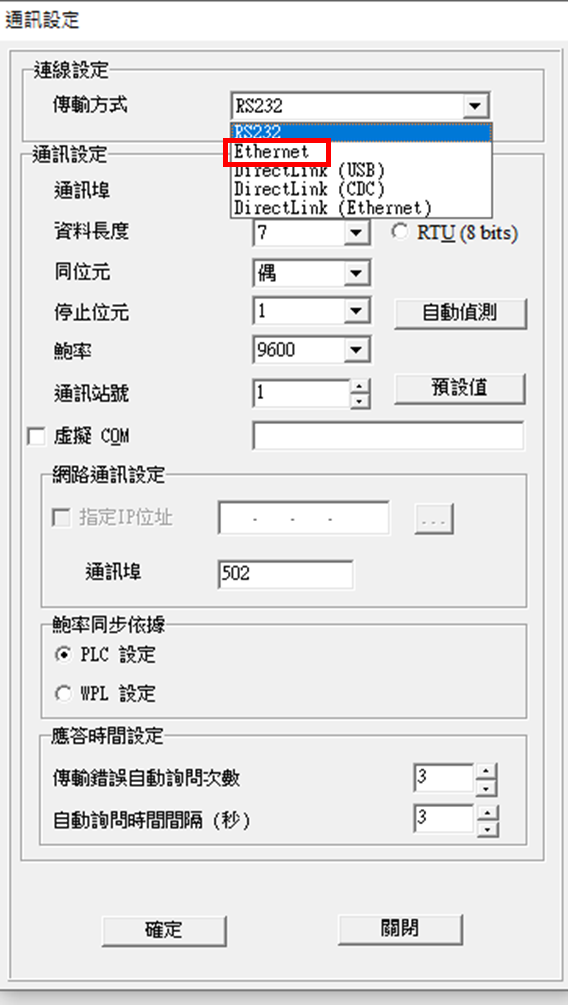 通訊設定
連線設定
傳輸方式
RS232
RS232
Ethernet
DirectLink (USB)
DirectLink (CDC)
DirectLink (Ethernet)
通訊設定
通訊埠
資料長度
7
RTU (8 bits)
同位元
偶
停止位元
1
自動偵測
鮑率
9600
通訊站號
1
預設值
虛擬 COM
網路通訊設定
指定IP位址
. . .
...
通訊埠
502
鮑率同步依據
PLC 設定
WPL 設定
應答時間設定
傳輸錯誤自動詢問次數
3
自動詢問時間間隔 (秒)
3
確定
關閉